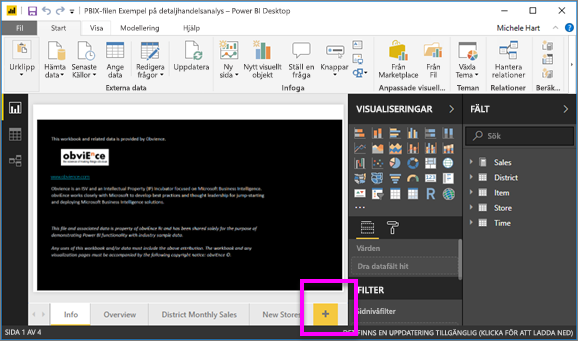 PBIX-filen Exempel på detaljhandelsanalys – Power BI Desktop
Michele Hart
Fil Start Visa Modellering Hjälp
Urklipp
Hämta data
Senaste Källor
Ange data
Redigera frågor
Uppdatera
Ny sida
Nytt visuellt objekt
Ställ en fråga
Knappar
Från Marketplace
Från Fil
Växla Tema
Hantera relationer
Externa data Infoga Anpassade visuell... Teman Relationer Beräk...
This workbook and related data is provided by Obvience.
obviEnce
www.obvience.com
Obvience is an ISV and an Intellectual Property (IP) Incubator focused on Microsoft Business Intelligence.
obviEnce works closely with Microsoft to develop best practices and thought leadership for jump-starting
and deploying Microsoft Business Intelligence solutions.
This file and associated data is property of obviEnce llc and has been shared solely for the purpose of
demonstrating Power BI functionality with industry sample data.
Any uses of this workbook and/or data must include the above attribution. The workbook and any
visualization pages must be accompanied by the following copyright notice: obviEnce ©.
VISUALISERINGAR
R
Värden
Dra datafält hit
FILTER
Sidnivåfilter
FÄLT
Sök
Sales
District
Item
Store
Time
Info Overview District Monthly Sales New Stores +
SIDA 1 AV 4
DET FINNS EN UPPDATERING TILLGÄNGLIG (KLICKA FÖR ATT LADDA NED)